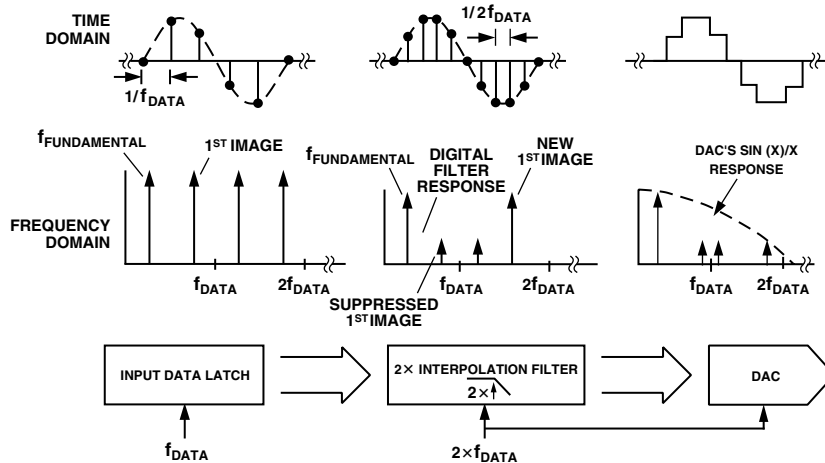 TIME
DOMAIN
1/fDATA
1/2fDATA
fFUNDAMENTAL
1ST IMAGE
fFUNDAMENTAL
DIGITAL
FILTER
RESPONSE
NEW
1ST IMAGE
DAC'S SIN (X)/X
RESPONSE
FREQUENCY
DOMAIN
fDATA
2fDATA
SUPPRESSED
1ST IMAGE
fDATA
2fDATA
fDATA
2fDATA
INPUT DATA LATCH
2× INTERPOLATION FILTER
2×
DAC
fDATA
2×fDATA